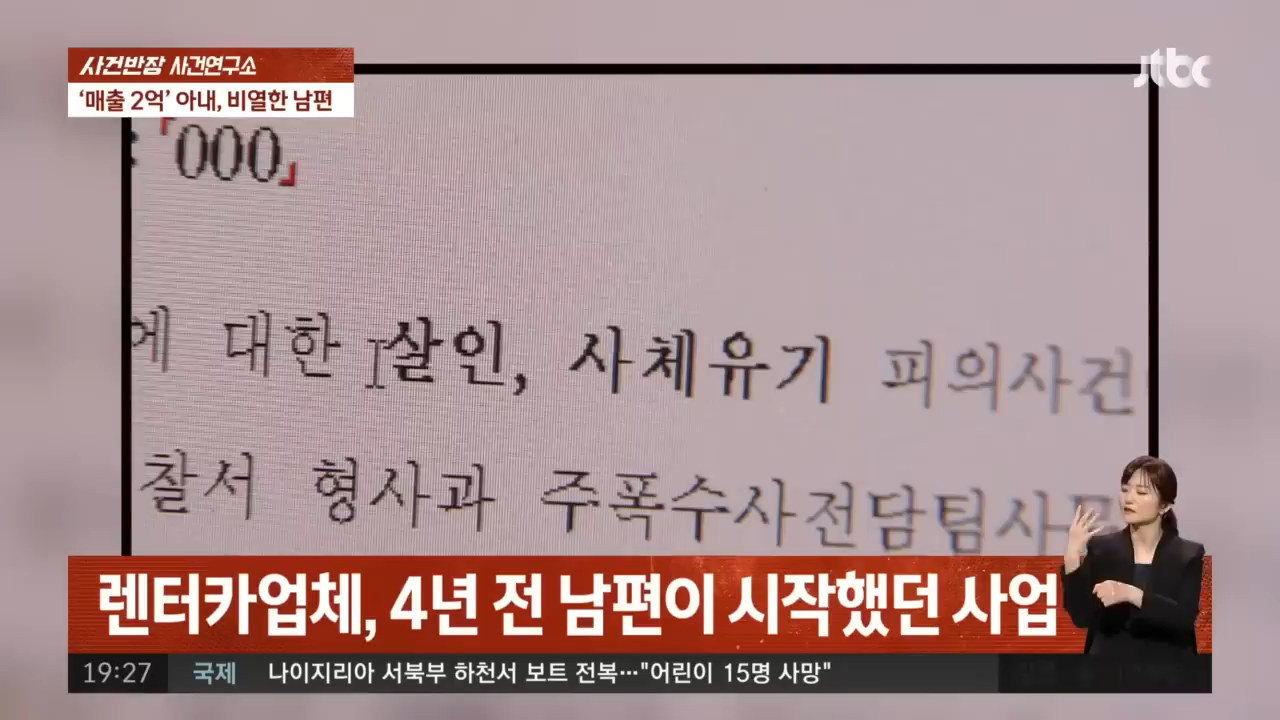 사건반장 사건연구소
jtbc
'매출 2억' 아내, 비열한 남편
: 「000」
에 대한 살인, 사체유기 피의사건
찰서 형사과 주폭수사전담팀사무
렌터카업체, 4년 전 남편이 시작했던 사업
19:27 국제 나이지리아 서북부 하천서 보트 전복…"어린이 15명 사망"